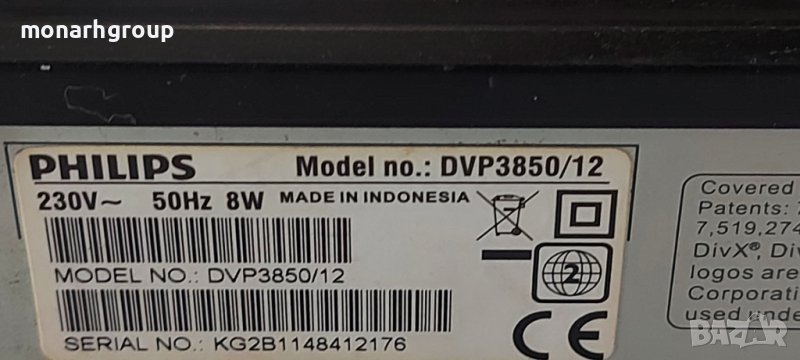 monarhgroup
PHILIPS Model no.: DVP3850/12
230V~ 50Hz 8W MADE IN INDONESIA
MODEL NO.: DVP3850/12
2
SERIAL NO.: KG2B1148412176
CE
Covered
Patents:
7,519,274
DivX®,
logos are
Corporati
used unde
bazar